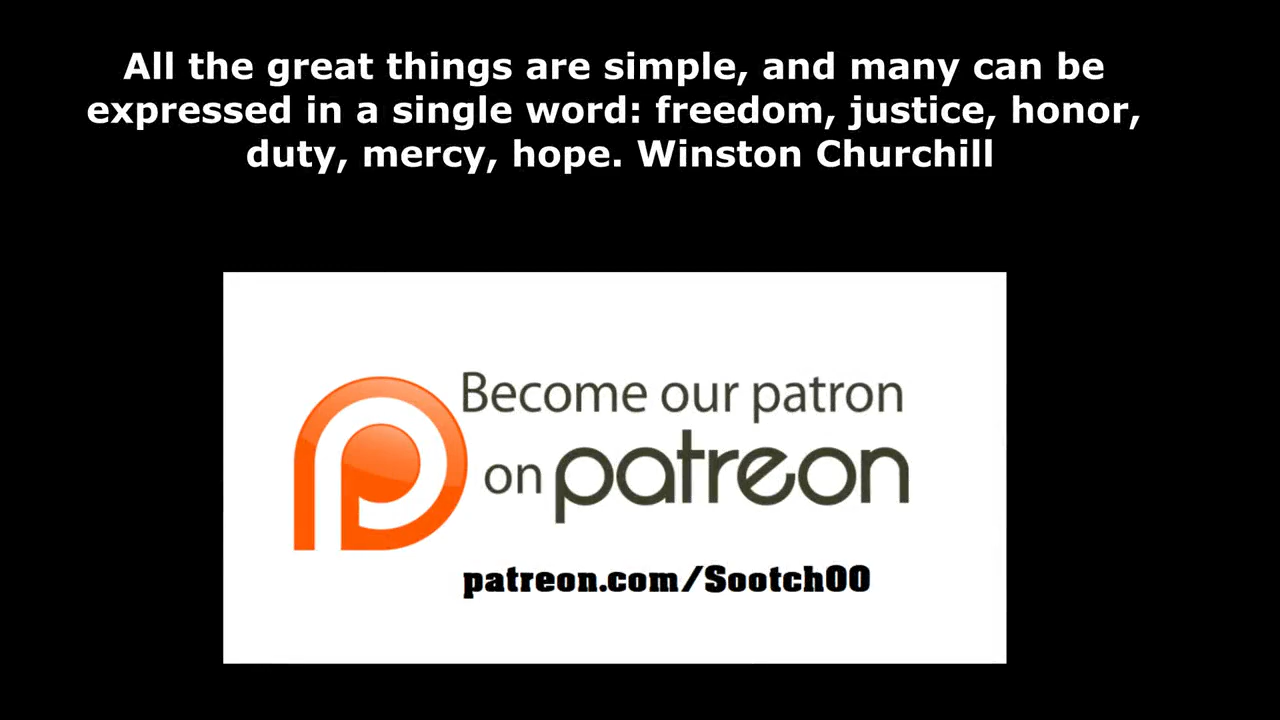 All the great things are simple, and many can be
expressed in a single word: freedom, justice, honor,
duty, mercy, hope. Winston Churchill
Become our patron
on patreon
patreon.com/Sootch00